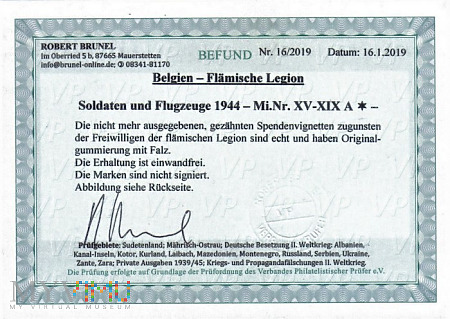 ROBERT BRUNEL
im Oberried 5 b, 87665 Mauerstetten
info@brunel-online.de; ✆ 08341-81170
BEFUND Nr. 16/2019 Datum: 16.1.2019
Belgien – Flämische Legion
Soldaten und Flugzeuge 1944 – Mi.Nr. XV-XIX A ✶ –
Die nicht mehr ausgegebenen, gezähnten Spendenvignetten zugunsten
der Freiwilligen der flämischen Legion sind echt und haben Original-
gummierung mit Falz.
Die Erhaltung ist einwandfrei.
Die Marken sind nicht signiert.
Abbildung siehe Rückseite.
VP
Prüfgebiete: Sudetenland; Mährisch-Ostrau; Deutsche Besetzung II. Weltkrieg: Albanien,
Kanal-Inseln, Kotor, Kurland, Laibach, Mazedonien, Montenegro, Russland, Serbien, Ukraine,
Zante, Zara; Private Ausgaben 1939/45; Kriegs- und Propagandafälschungen II. Weltkrieg.
Die Prüfung erfolgte auf Grundlage der Prüfordnung des Verbandes Philatelistischer Prüfer e.V.
MY VIRTUAL MUSEUM